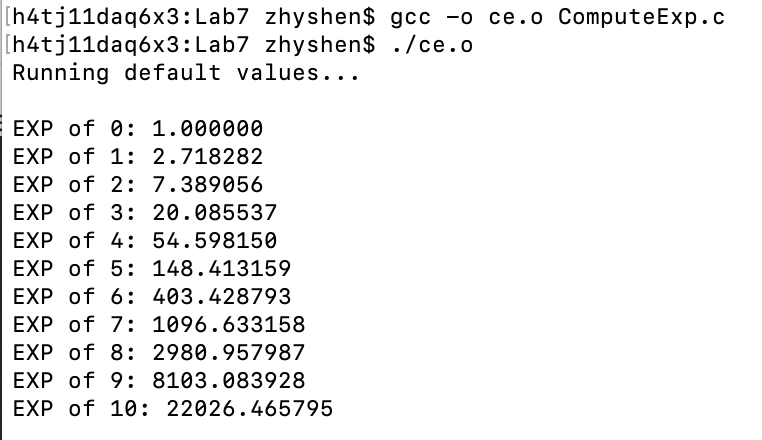 [h4tj11daq6x3:Lab7 zhyshen$ gcc -o ce.o ComputeExp.c
[h4tj11daq6x3:Lab7 zhyshen$ ./ce.o
Running default values...
EXP of 0: 1.000000
EXP of 1: 2.718282
EXP of 2: 7.389056
EXP of 3: 20.085537
EXP of 4: 54.598150
EXP of 5: 148.413159
EXP of 6: 403.428793
EXP of 7: 1096.633158
EXP of 8: 2980.957987
EXP of 9: 8103.083928
EXP of 10: 22026.465795